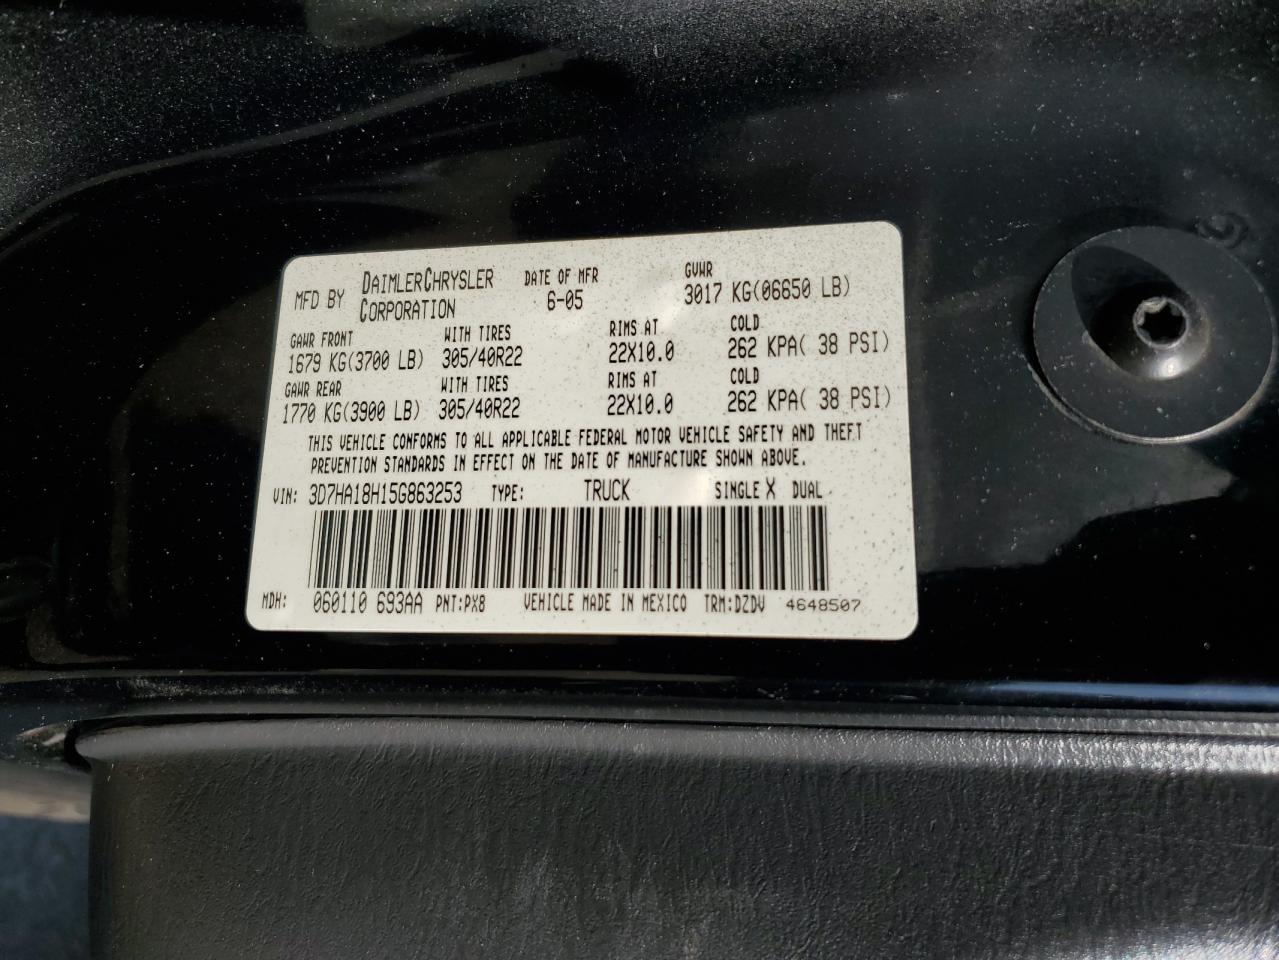 MFD BY DAIMLERCHRYSLER CORPORATION DATE OF MFR 6-05 GVWR 3017 KG(06650 LB)
GAWR FRONT WITH TIRES RIMS AT COLD
1679 KG(3700 LB) 305/40R22 22X10.0 262 KPA( 38 PSI)
GAWR REAR WITH TIRES RIMS AT COLD
1770 KG(3900 LB) 305/40R22 22X10.0 262 KPA( 38 PSI)
THIS VEHICLE CONFORMS TO ALL APPLICABLE FEDERAL MOTOR VEHICLE SAFETY AND THEFT
PREVENTION STANDARDS IN EFFECT ON THE DATE OF MANUFACTURE SHOWN ABOVE.
VIN: 3D7HA18H15G863253 TYPE: TRUCK SINGLE X DUAL
MDH: 060110 693AA PNT:PX8 VEHICLE MADE IN MEXICO TRM:DZDV 4648507